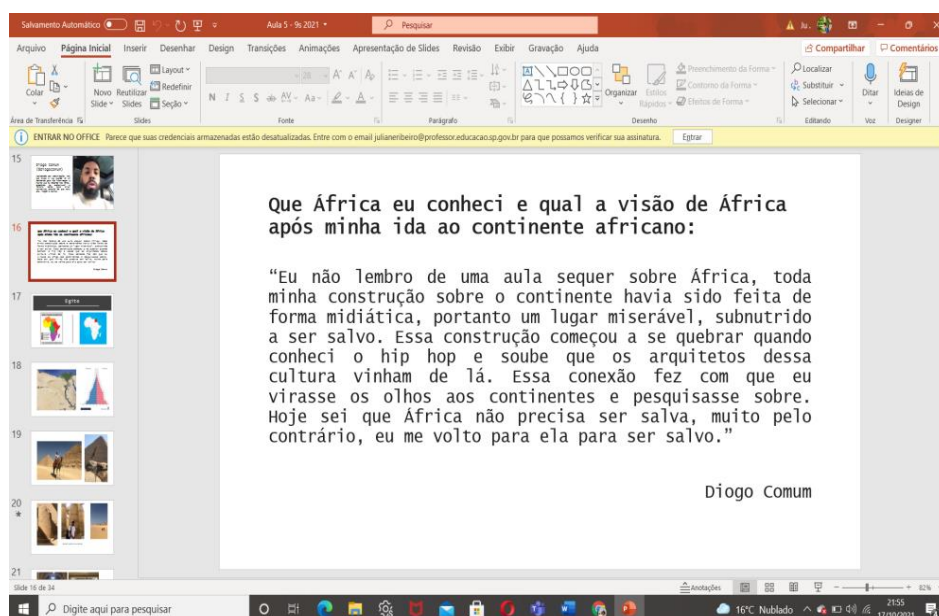 Salvamento Automático
Aula 5 - 9s 2021
Pesquisar
Arquivo Página Inicial Inserir Desenhar Design Transições Animações Apresentação de Slides Revisão Exibir Gravação Ajuda
Compartilhar
Comentários
Colar
Novo Slide
Reutilizar Slides
Layout
Redefinir
Seção
N I S
Organizar
Estilos Rápidos
Preenchimento da Forma
Contorno da Forma
Efeitos de Forma
Localizar
Substituir
Selecionar
Ditar
Ideias de Design
Área de Transferência
Slides
Fonte
Parágrafo
Desenho
Editando
Voz
Designer
ENTRAR NO OFFICE Parece que suas credenciais armazenadas estão desatualizadas. Entre com o email julianeribeiro@professor.educacao.sp.gov.br para que possamos verificar sua assinatura.
Entrar
15
16
17
Egito
18
19
20
21
Que África eu conheci e qual a visão de África
após minha ida ao continente africano:
“Eu não lembro de uma aula sequer sobre África, toda
minha construção sobre o continente havia sido feita de
forma midiática, portanto um lugar miserável, subnutrido
a ser salvo. Essa construção começou a se quebrar quando
conheci o hip hop e soube que os arquitetos dessa
cultura vinham de lá. Essa conexão fez com que eu
virasse os olhos aos continentes e pesquisasse sobre.
Hoje sei que África não precisa ser salva, muito pelo
contrário, eu me volto para ela para ser salvo.”
Diogo Comum
Slide 16 de 34
Anotações
82%
Digite aqui para pesquisar
16°C Nublado
21:55
17/10/2021